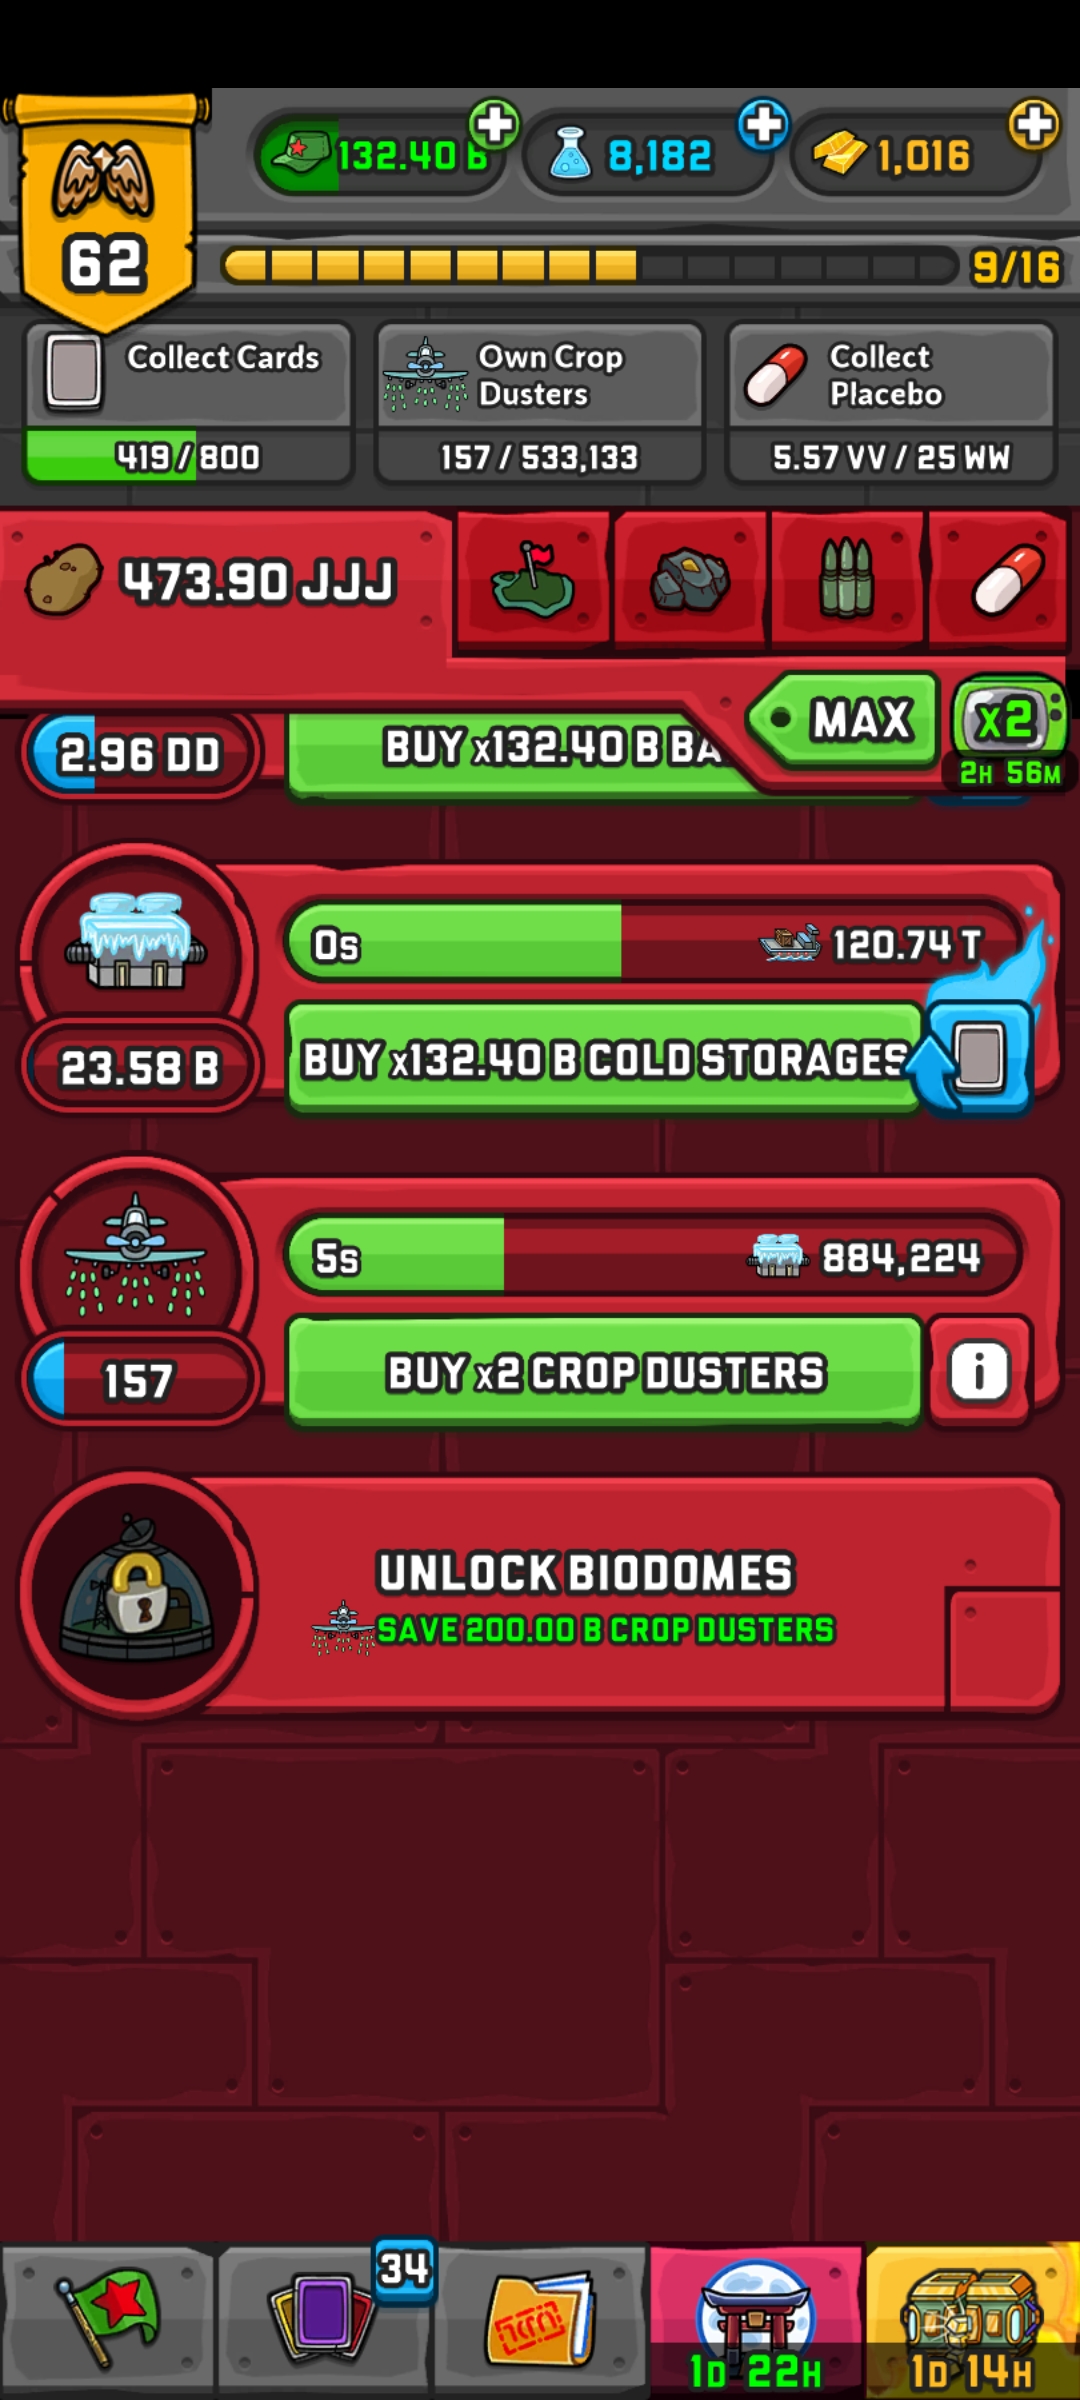 132.40 B
8,182
1,016
62
9/16
Collect Cards
419 / 800
Own Crop
Dusters
157 / 533,133
Collect
Placebo
5.57 VV / 25 WW
473.90 JJJ
MAX
x2
2H 56M
2.96 DD
BUY x132.40 B BA
0s
120.74 T
23.58 B
BUY x132.40 B COLD STORAGES
5s
884,224
157
BUY x2 CROP DUSTERS
i
UNLOCK BIODOMES
SAVE 200.00 B CROP DUSTERS
34
1D 22H
1D 14H